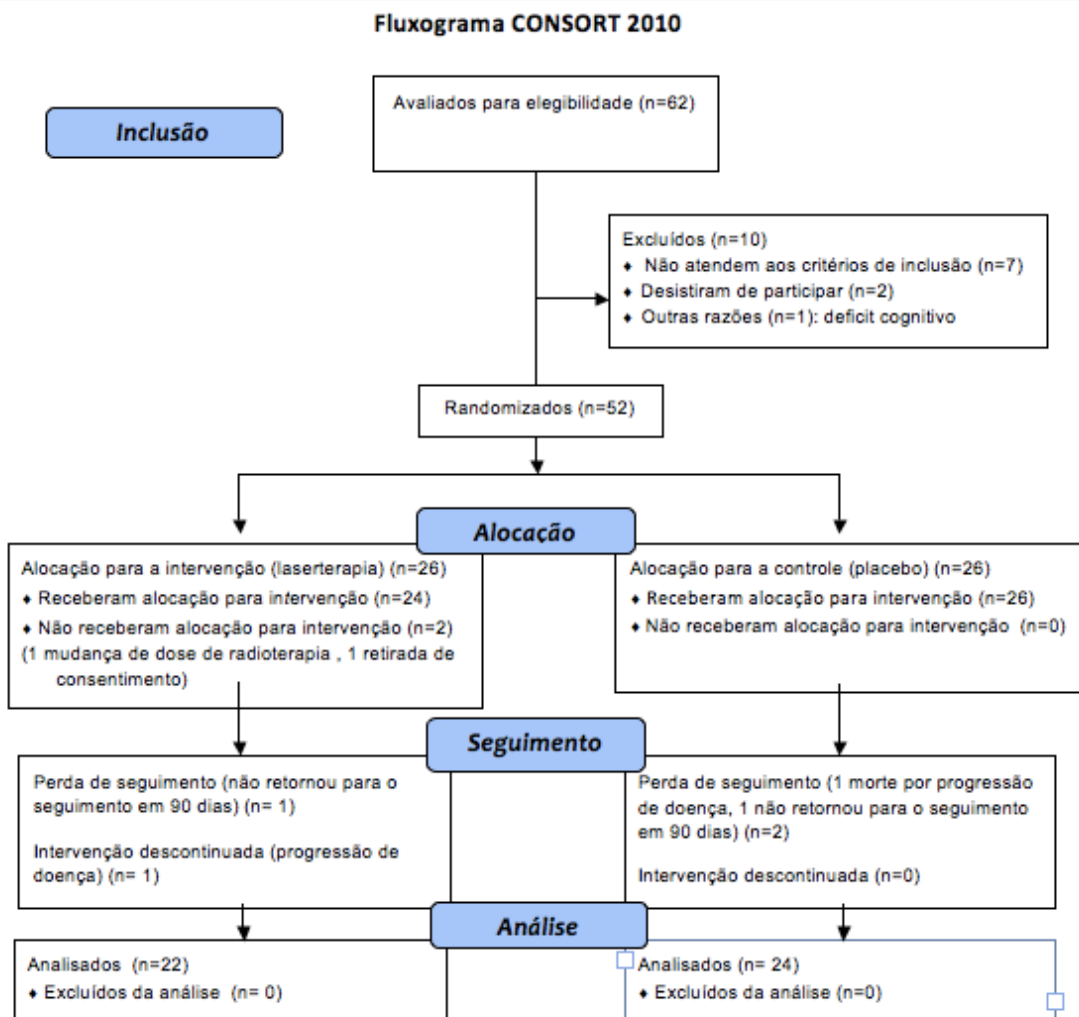 Fluxograma CONSORT 2010
Avaliados para elegibilidade (n=62)
Inclusão
Excluídos (n=10)
♦ Não atendem aos critérios de inclusão (n=7)
♦ Desistiram de participar (n=2)
♦ Outras razões (n=1): deficit cognitivo
Randomizados (n=52)
Alocação
Alocação para a intervenção (laserterapia) (n=26)
♦ Receberam alocação para intervenção (n=24)
♦ Não receberam alocação para intervenção (n=2)
(1 mudança de dose de radioterapia , 1 retirada de
consentimento)
Alocação para a controle (placebo) (n=26)
♦ Receberam alocação para intervenção (n=26)
♦ Não receberam alocação para intervenção (n=0)
Seguimento
Perda de seguimento (não retornou para o
seguimento em 90 dias) (n= 1)
Intervenção descontinuada (progressão de
doença) (n= 1)
Perda de seguimento (1 morte por progressão
de doença, 1 não retornou para o seguimento
em 90 dias) (n=2)
Intervenção descontinuada (n=0)
Análise
Analisados (n=22)
♦ Excluídos da análise (n= 0)
Analisados (n= 24)
♦ Excluídos da análise (n=0)